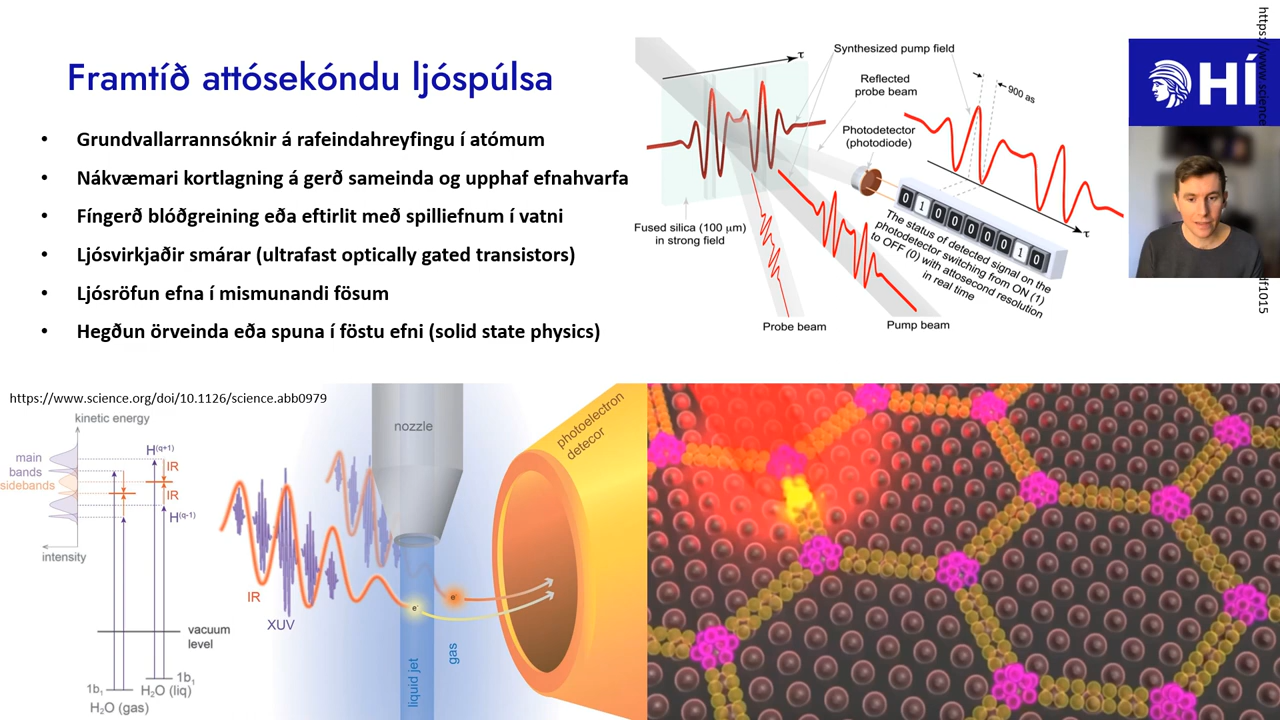 Framtíð attósekóndu ljóspúlsa
• Grundvallarrannsóknir á rafeindahreyfingu í atómum
• Nákvæmari kortlagning á gerð sameinda og upphaf efnahvarfa
• Fíngerð blóðgreining eða eftirlit með spilliefnum í vatni
• Ljósvirkjaðir smárar (ultrafast optically gated transistors)
• Ljósröfun efna í mismunandi fösum
• Hegðun örveinda eða spuna í föstu efni (solid state physics)
τ
Synthesized pump field
Reflected
probe beam
Photodetector
(photodiode)
900 as
Fused silica (100 μm)
in strong field
0 1 0 0 0 0 0 0 1 0
τ
The status of detected signal on the
photodetector switching from ON (1)
to OFF (0) with attosecond resolution
in real time
Probe beam
Pump beam
HÍ
https://www.science
df1015
https://www.science.org/doi/10.1126/science.abb0979
kinetic energy
main
bands
sidebands
intensity
H(q+1)
IR
IR
H(q-1)
vacuum
level
1b1
1b1
H2O (liq)
H2O (gas)
IR
XUV
nozzle
e-
e-
liquid jet
gas
photoelectron
detecor